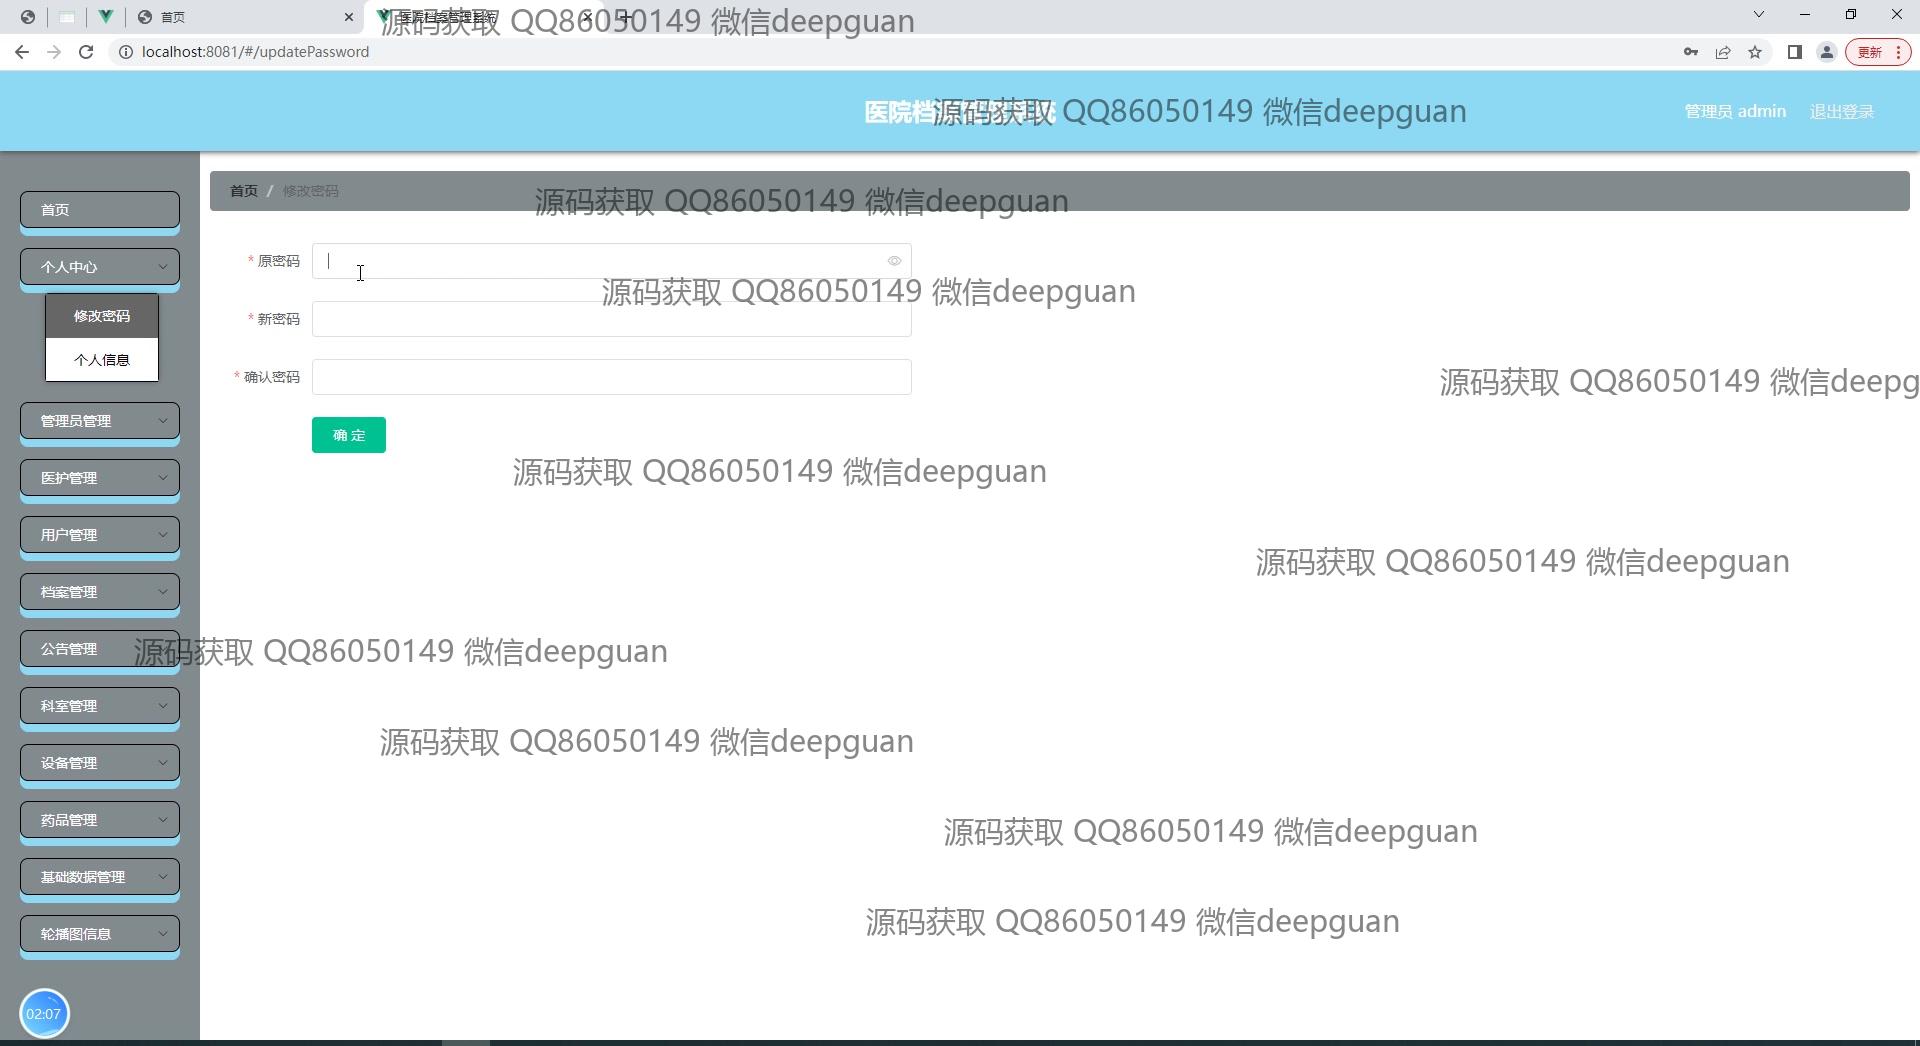 首页
医院档案管理系统
源码获取 QQ86050149 微信deepguan
localhost:8081/#/updatePassword
更新
源码获取 QQ86050149 微信deepguan
管理员 admin
退出登录
首页 / 修改密码
源码获取 QQ86050149 微信deepguan
首页
个人中心
修改密码
个人信息
管理员管理
医护管理
用户管理
档案管理
公告管理
科室管理
设备管理
药品管理
基础数据管理
轮播图信息
02:07
* 原密码
源码获取 QQ86050149 微信deepguan
* 新密码
* 确认密码
源码获取 QQ86050149 微信deepg
确 定
源码获取 QQ86050149 微信deepguan
源码获取 QQ86050149 微信deepguan
源码获取 QQ86050149 微信deepguan
源码获取 QQ86050149 微信deepguan
源码获取 QQ86050149 微信deepguan
源码获取 QQ86050149 微信deepguan